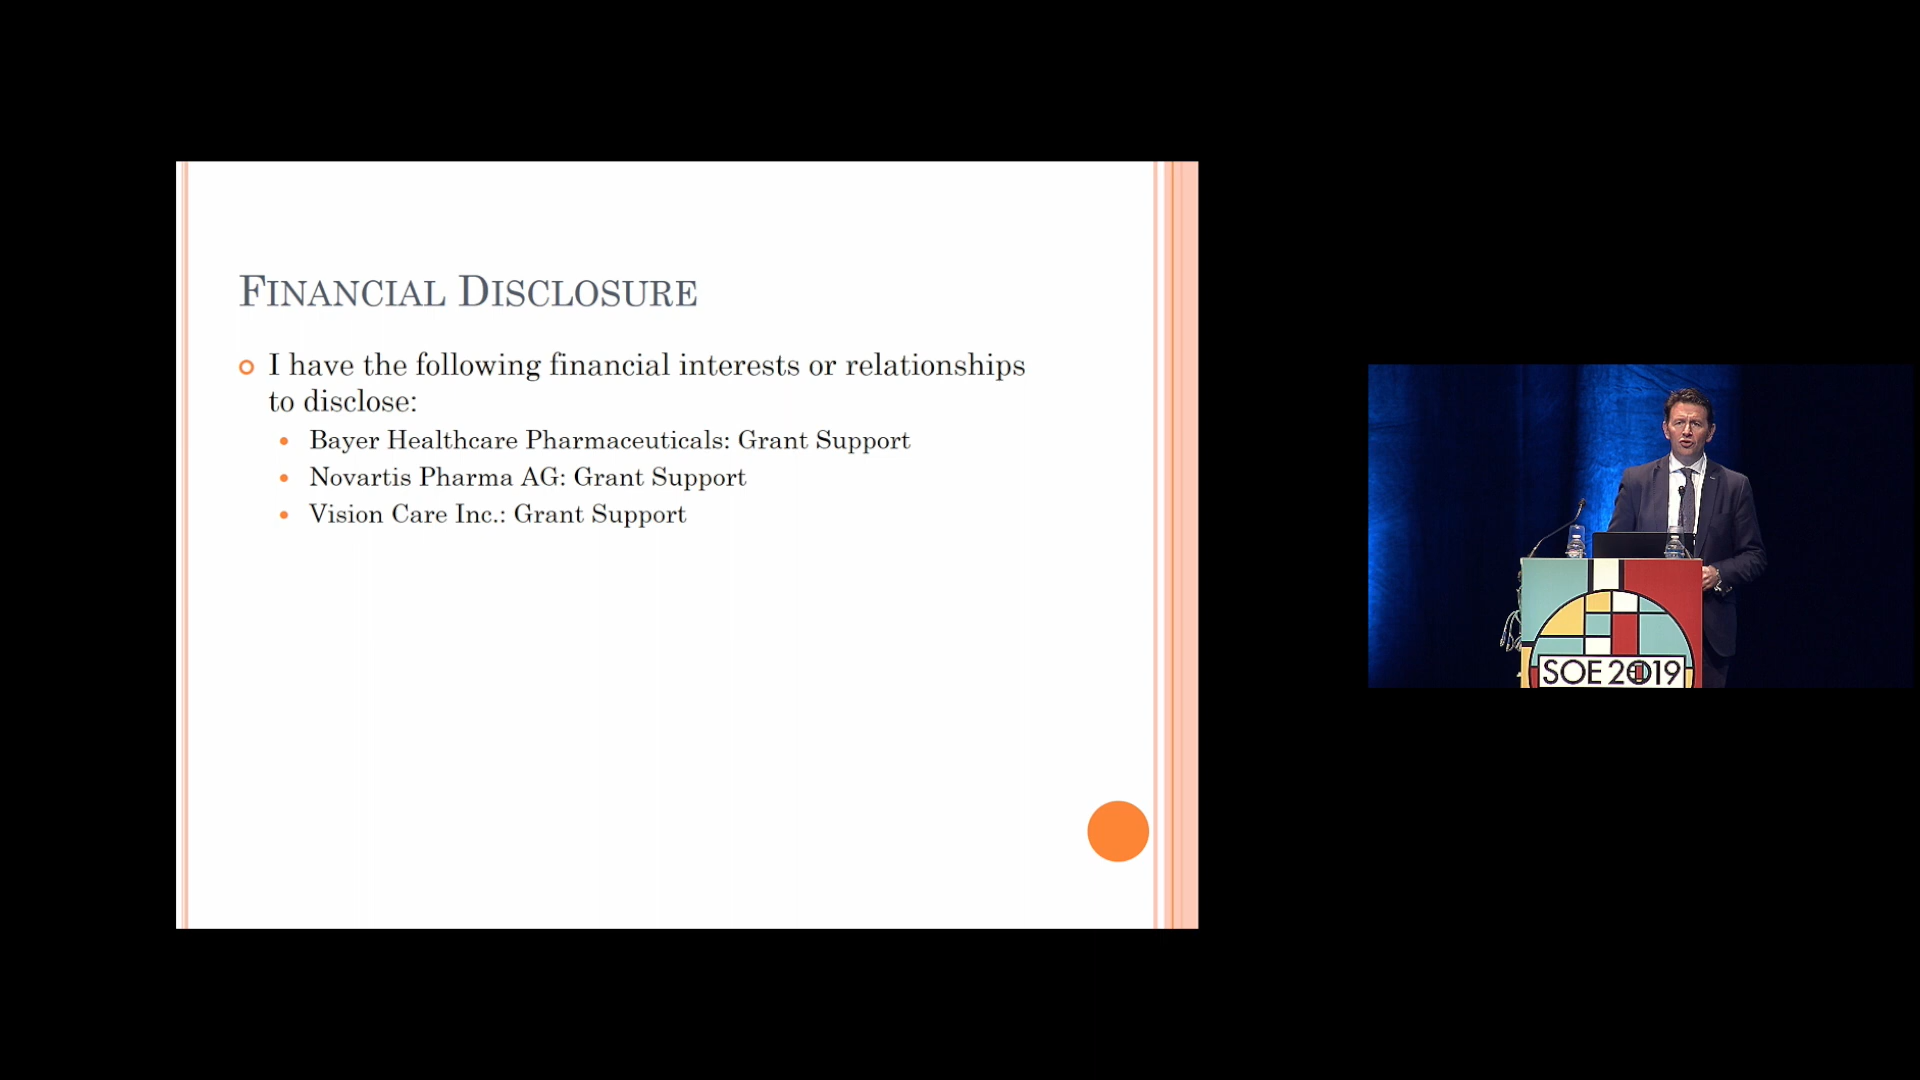 FINANCIAL DISCLOSURE
I have the following financial interests or relationships
to disclose:
Bayer Healthcare Pharmaceuticals: Grant Support
Novartis Pharma AG: Grant Support
Vision Care Inc.: Grant Support
SOE 2019